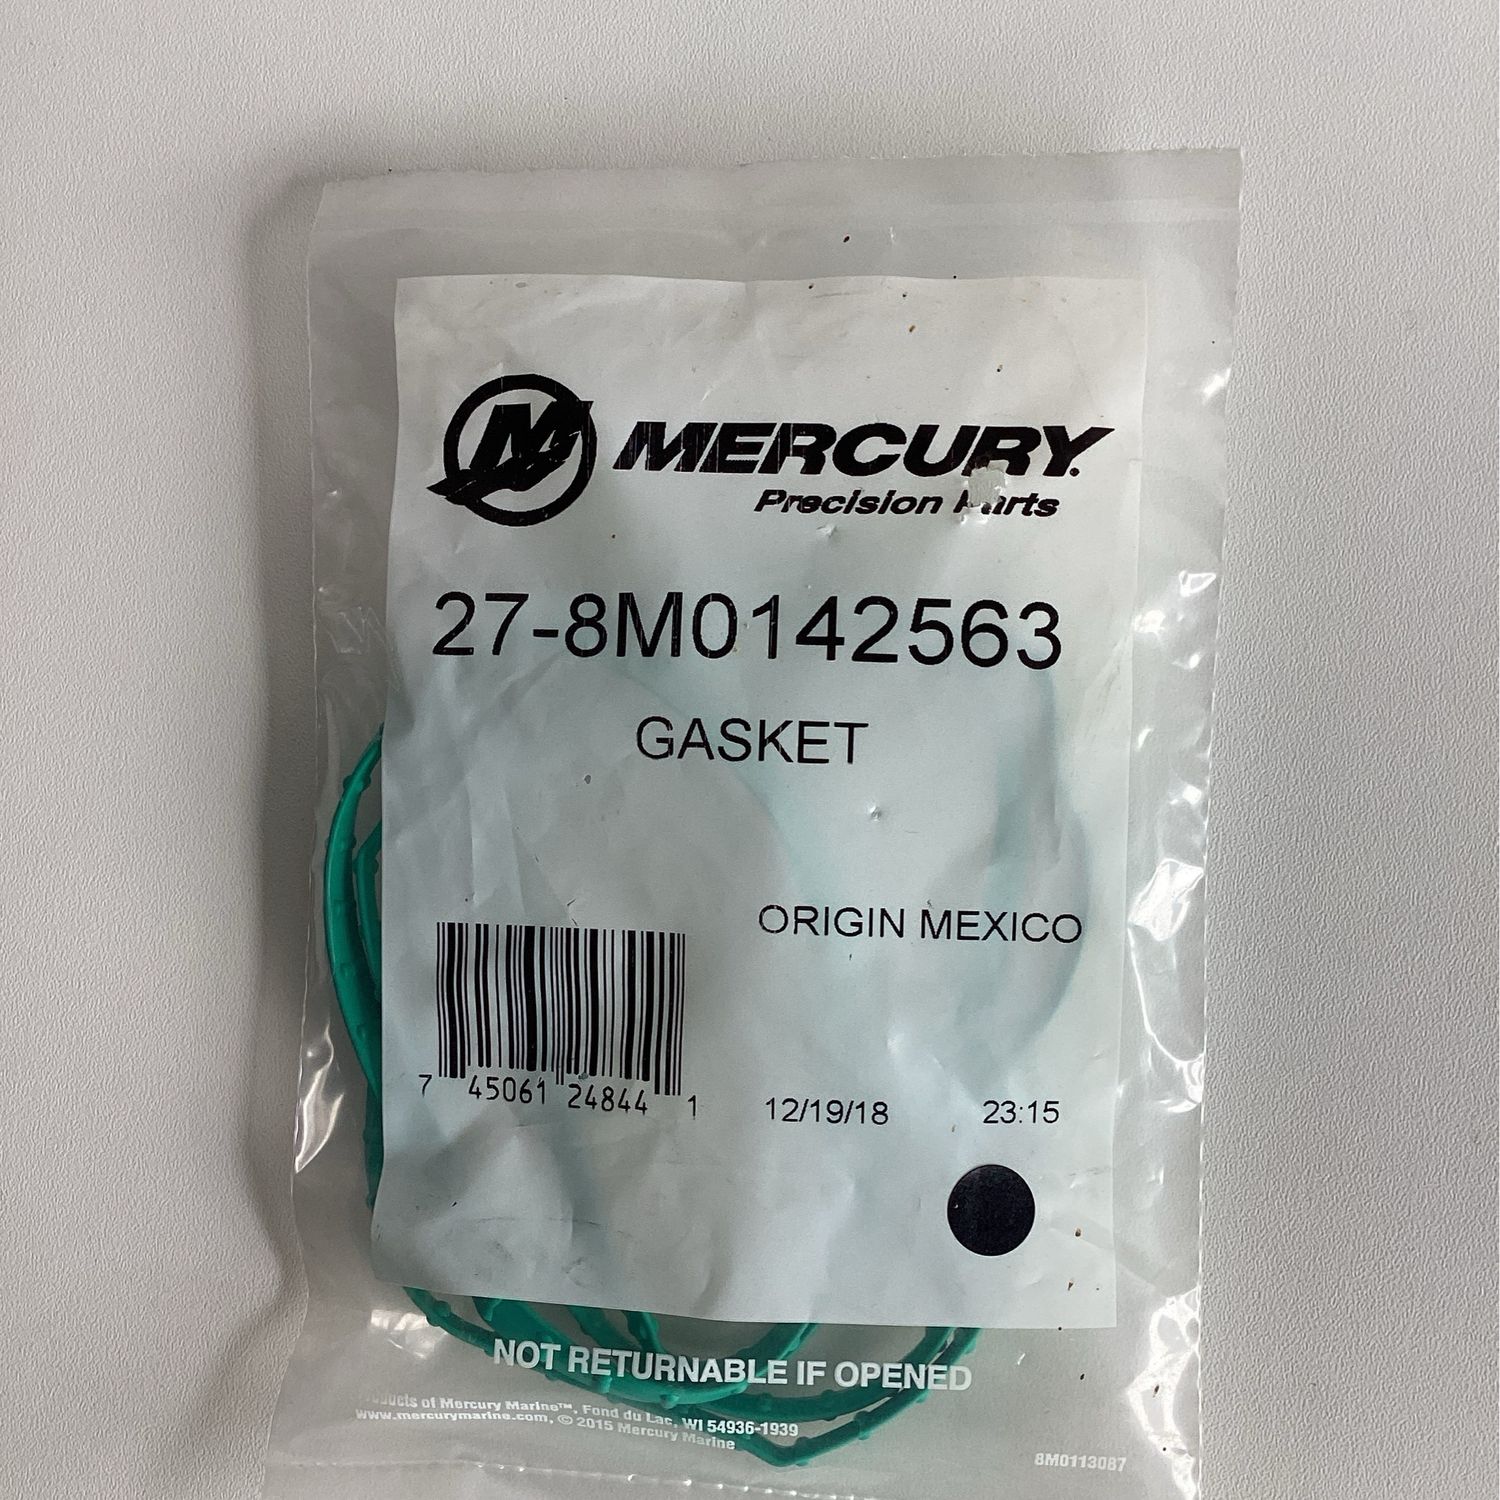 M MERCURY
Precision Parts
27-8M0142563
GASKET
ORIGIN MEXICO
7 45061 24844 1
12/19/18 23:15
NOT RETURNABLE IF OPENED
of Mercury Marine™, Fond du Lac, WI 54936-1939
www.mercurymarine.com, © 2015 Mercury Marine
8M0113087